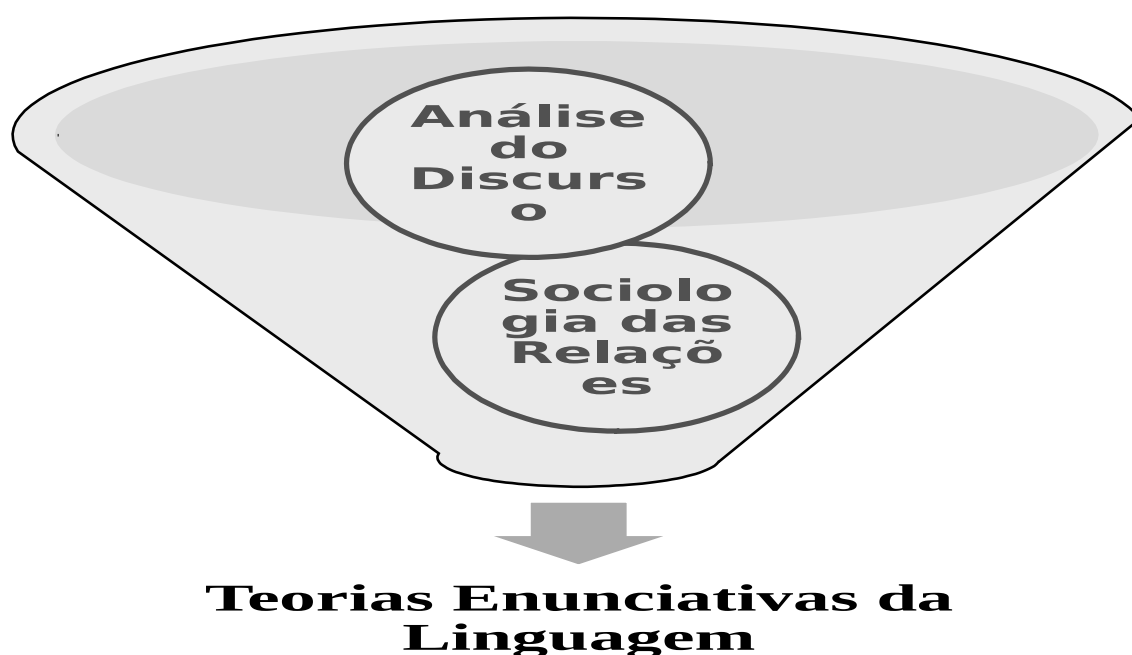 Análise
do
Discurs
o
Sociolo
gia das
Relaçõ
es
Teorias Enunciativas da
Linguagem